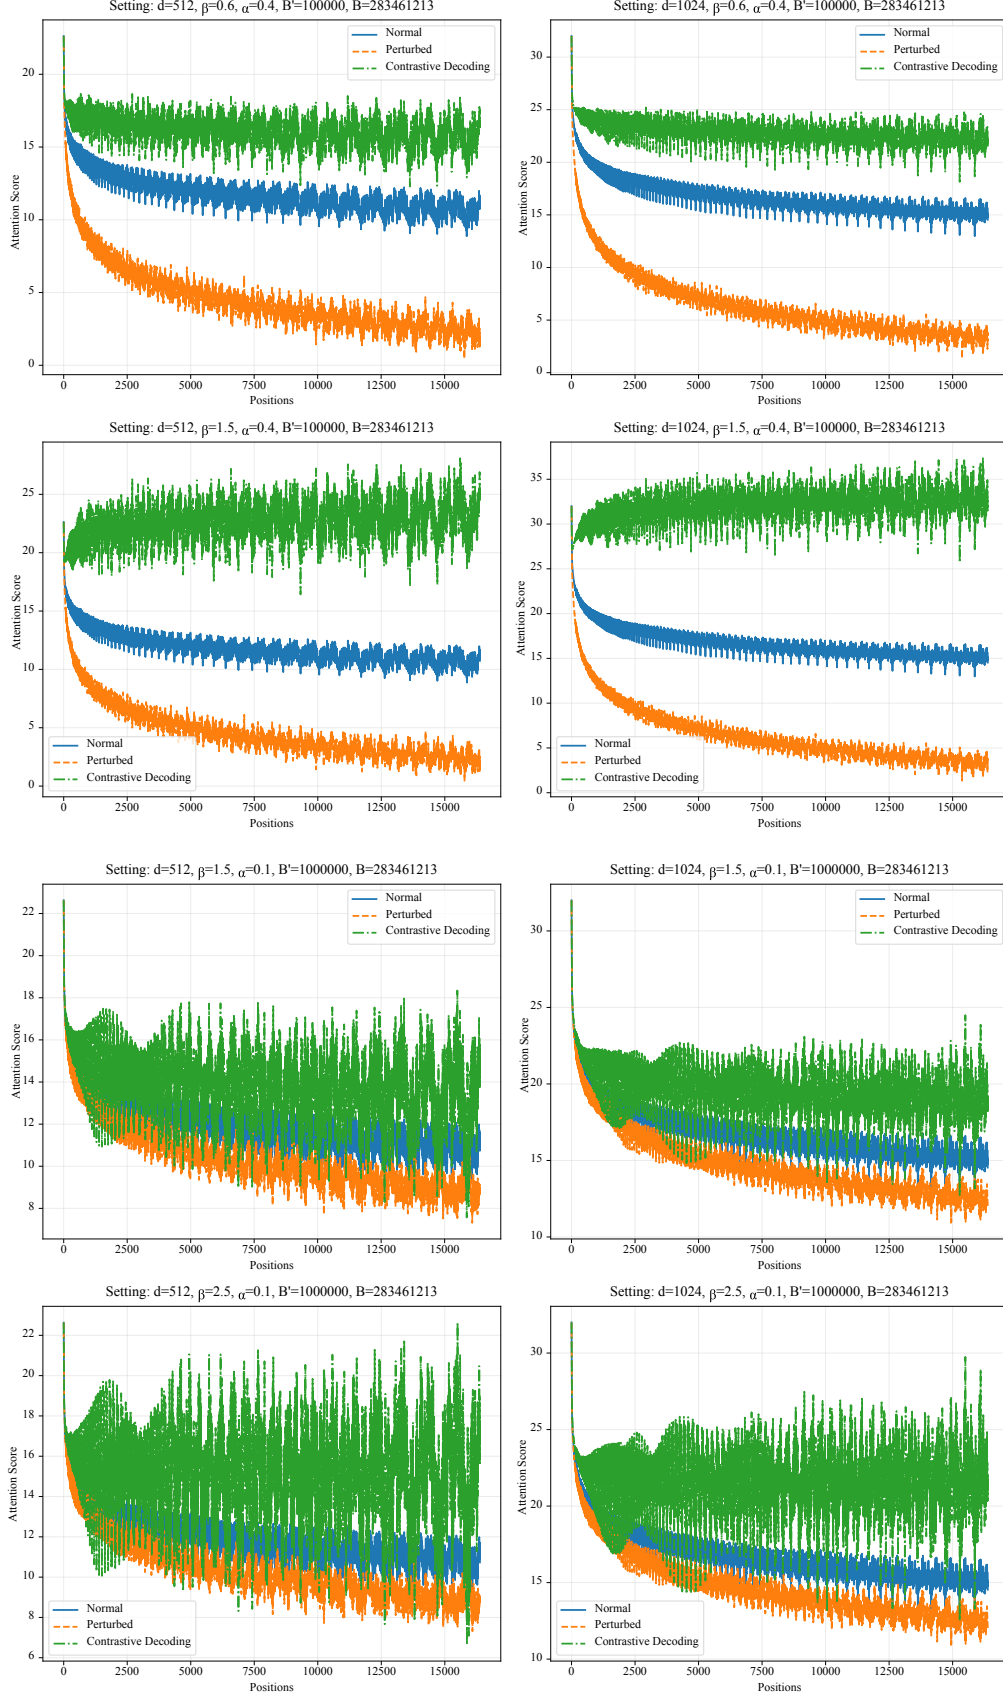 Setting: d=512, β=0.6, α=0.4, B'=100000, B=283461213
Normal
Perturbed
Contrastive Decoding
Attention Score
20
15
10
5
0
0 2500 5000 7500 10000 12500 15000
Positions
Setting: d=1024, β=0.6, α=0.4, B'=100000, B=283461213
Normal
Perturbed
Contrastive Decoding
Attention Score
30
25
20
15
10
5
0
0 2500 5000 7500 10000 12500 15000
Positions
Setting: d=512, β=1.5, α=0.4, B'=100000, B=283461213
Attention Score
25
20
15
10
5
0
Normal
Perturbed
Contrastive Decoding
0 2500 5000 7500 10000 12500 15000
Positions
Setting: d=1024, β=1.5, α=0.4, B'=100000, B=283461213
Attention Score
35
30
25
20
15
10
5
0
Normal
Perturbed
Contrastive Decoding
0 2500 5000 7500 10000 12500 15000
Positions
Setting: d=512, β=1.5, α=0.1, B'=1000000, B=283461213
Normal
Perturbed
Contrastive Decoding
Attention Score
22
20
18
16
14
12
10
8
0 2500 5000 7500 10000 12500 15000
Positions
Setting: d=1024, β=1.5, α=0.1, B'=1000000, B=283461213
Normal
Perturbed
Contrastive Decoding
Attention Score
30
25
20
15
10
0 2500 5000 7500 10000 12500 15000
Positions
Setting: d=512, β=2.5, α=0.1, B'=1000000, B=283461213
Attention Score
22
20
18
16
14
12
10
8
6
Normal
Perturbed
Contrastive Decoding
0 2500 5000 7500 10000 12500 15000
Positions
Setting: d=1024, β=2.5, α=0.1, B'=1000000, B=283461213
Attention Score
30
25
20
15
10
Normal
Perturbed
Contrastive Decoding
0 2500 5000 7500 10000 12500 15000
Positions